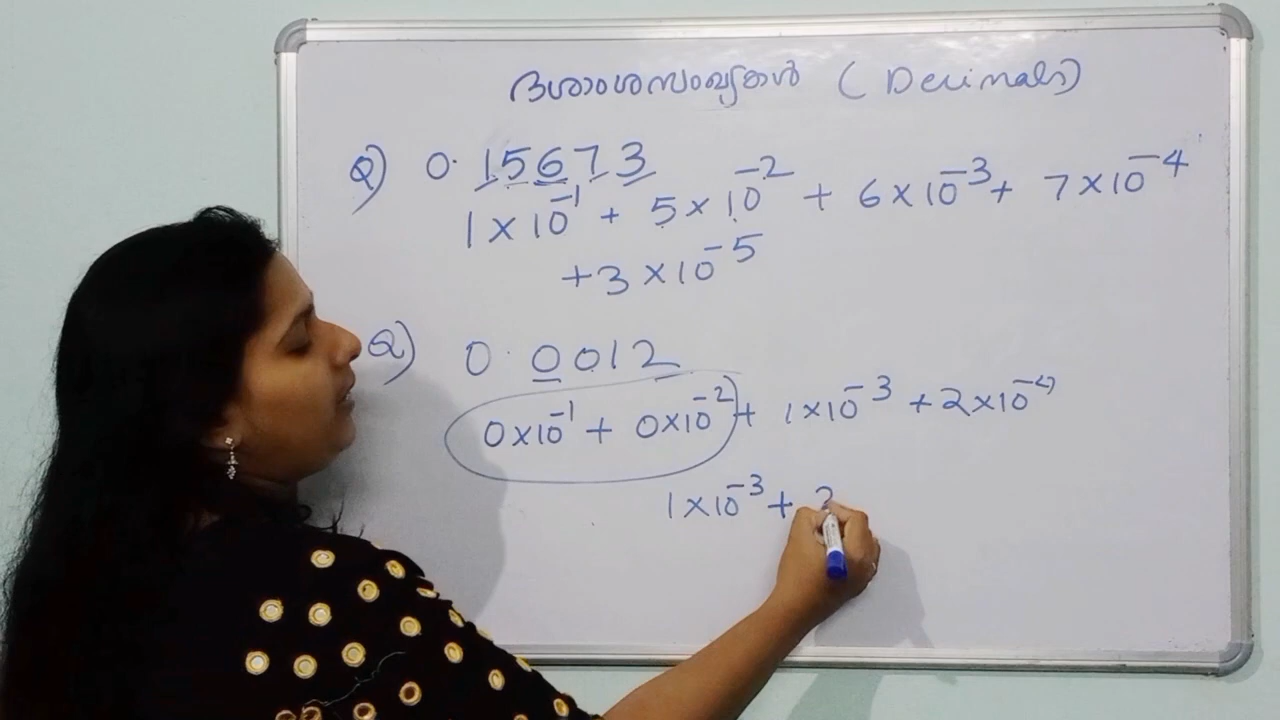 ദശാംശസംഖ്യകൾ (Decimals)
Q) 0.15673
1×10⁻¹ + 5×10⁻² + 6×10⁻³ + 7×10⁻⁴
+3×10⁻⁵
Q) 0.0012
0×10⁻¹ + 0×10⁻² + 1×10⁻³ + 2×10⁻⁴
1×10⁻³ +